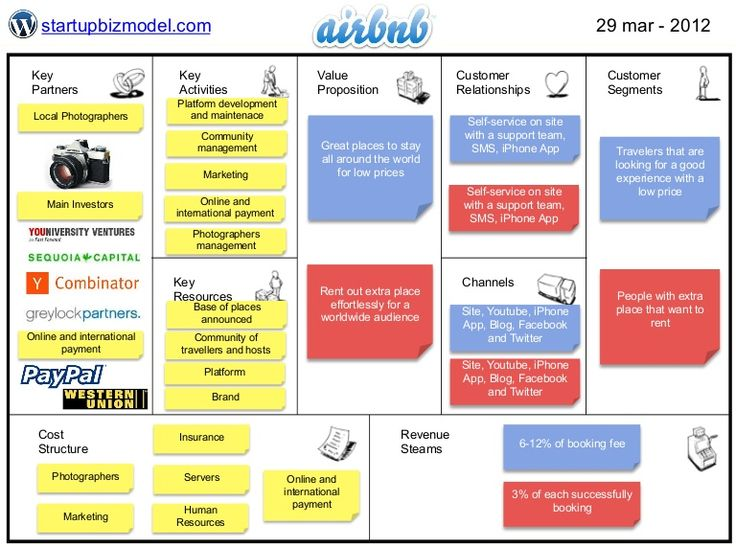 startupbizmodel.com
airbnb
29 mar - 2012
Key
Partners
Local Photographers
Main Investors
YOUNIVERSITY VENTURES
SEQUOIA CAPITAL
Y Combinator
greylockpartners.
Online and international
payment
PayPal
WESTERN
UNION
Key
Activities
Platform development
and maintenace
Community
management
Marketing
Online and
international payment
Photographers
management
Key
Resources
Base of places
announced
Community of
travellers and hosts
Platform
Brand
Value
Proposition
Great places to stay
all around the world
for low prices
Rent out extra place
effortlessly for a
worldwide audience
Customer
Relationships
Self-service on site
with a support team,
SMS, iPhone App
Self-service on site
with a support team,
SMS, iPhone App
Channels
Site, Youtube, iPhone
App, Blog, Facebook
and Twitter
Site, Youtube, iPhone
App, Blog, Facebook
and Twitter
Customer
Segments
Travelers that are
looking for a good
experience with a
low price
People with extra
place that want to
rent
Cost
Structure
Photographers
Marketing
Insurance
Servers
Human
Resources
Online and
international
payment
Revenue
Steams
6-12% of booking fee
3% of each successfully
booking